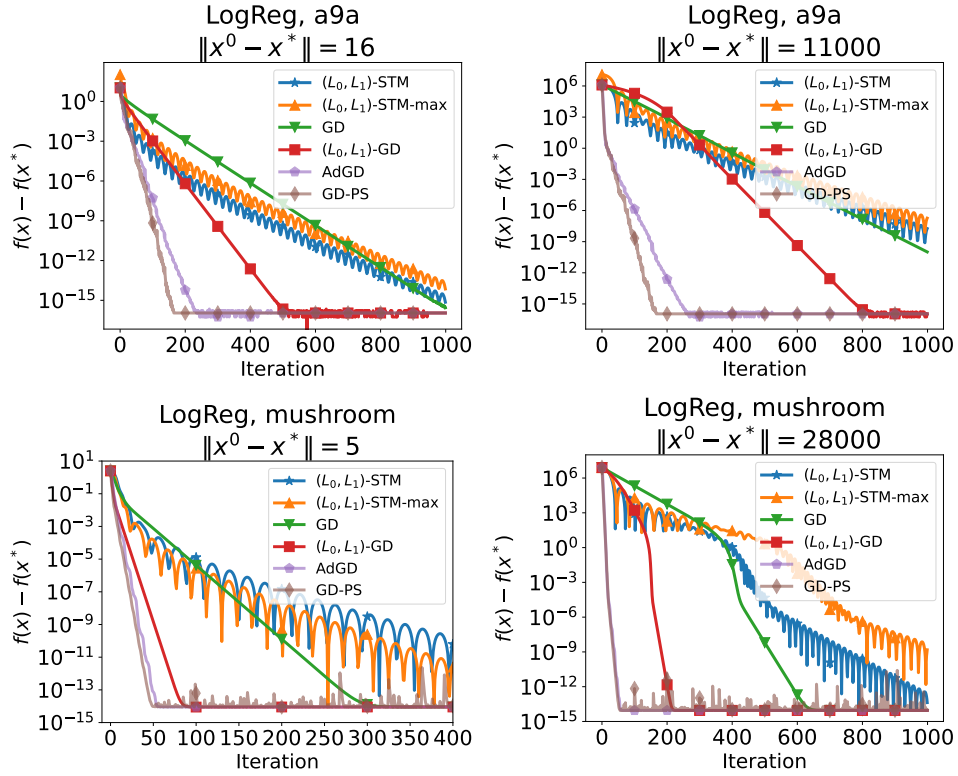 LogReg, a9a
∥x⁰ − x*∥ = 16
f(x) − f(x*)
10⁰
10⁻³
10⁻⁶
10⁻⁹
10⁻¹²
10⁻¹⁵
(L₀, L₁)-STM
(L₀, L₁)-STM-max
GD
(L₀, L₁)-GD
AdGD
GD-PS
0 200 400 600 800 1000
Iteration
LogReg, a9a
∥x⁰ − x*∥ = 11000
f(x) − f(x*)
10⁶
10³
10⁰
10⁻³
10⁻⁶
10⁻⁹
10⁻¹²
10⁻¹⁵
(L₀, L₁)-STM
(L₀, L₁)-STM-max
GD
(L₀, L₁)-GD
AdGD
GD-PS
0 200 400 600 800 1000
Iteration
LogReg, mushroom
∥x⁰ − x*∥ = 5
f(x) − f(x*)
10¹
10⁻¹
10⁻³
10⁻⁵
10⁻⁷
10⁻⁹
10⁻¹¹
10⁻¹³
10⁻¹⁵
(L₀, L₁)-STM
(L₀, L₁)-STM-max
GD
(L₀, L₁)-GD
AdGD
GD-PS
0 50 100 150 200 250 300 350 400
Iteration
LogReg, mushroom
∥x⁰ − x*∥ = 28000
f(x) − f(x*)
10⁶
10³
10⁰
10⁻³
10⁻⁶
10⁻⁹
10⁻¹²
10⁻¹⁵
(L₀, L₁)-STM
(L₀, L₁)-STM-max
GD
(L₀, L₁)-GD
AdGD
GD-PS
0 200 400 600 800 1000
Iteration